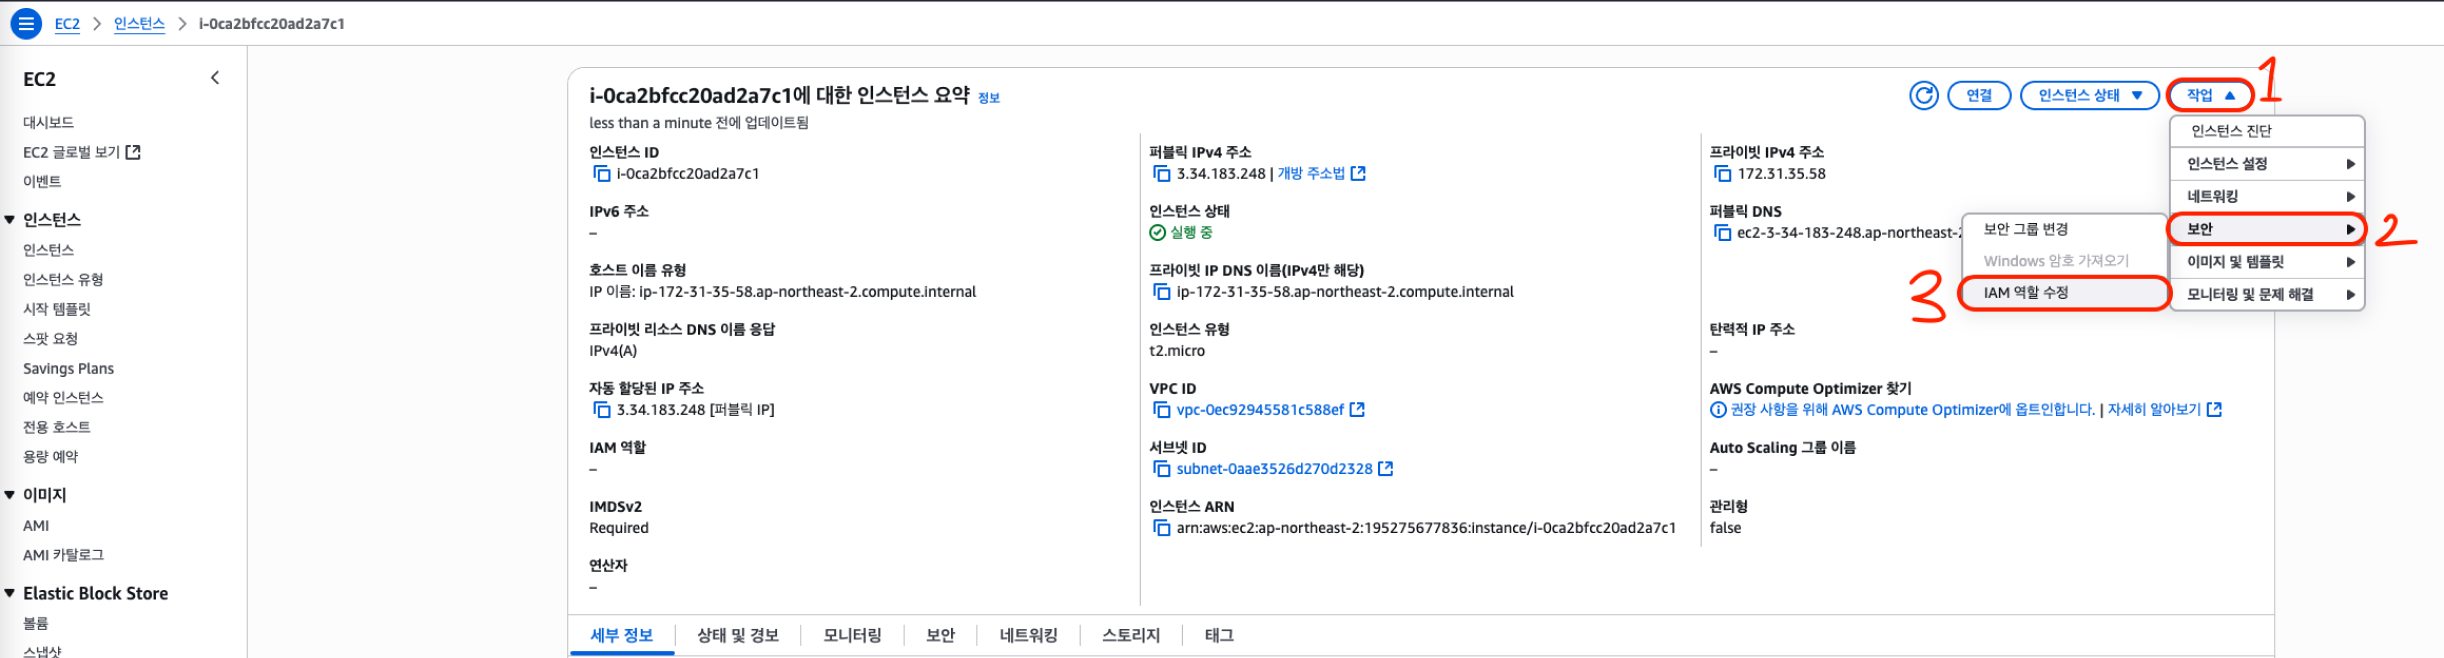 EC2 > 인스턴스 > i-0ca2bfcc20ad2a7c1
EC2
대시보드
EC2 글로벌 보기
이벤트
인스턴스
인스턴스
인스턴스 유형
시작 템플릿
스팟 요청
Savings Plans
예약 인스턴스
전용 호스트
용량 예약
이미지
AMI
AMI 카탈로그
Elastic Block Store
볼륨
스냅샷
i-0ca2bfcc20ad2a7c1에 대한 인스턴스 요약 정보
less than a minute 전에 업데이트됨
연결
인스턴스 상태
작업
1
인스턴스 진단
인스턴스 설정
네트워킹
보안
2
이미지 및 템플릿
모니터링 및 문제 해결
보안 그룹 변경
Windows 암호 가져오기
IAM 역할 수정
3
인스턴스 ID
i-0ca2bfcc20ad2a7c1
IPv6 주소
–
호스트 이름 유형
IP 이름: ip-172-31-35-58.ap-northeast-2.compute.internal
프라이빗 리소스 DNS 이름 응답
IPv4(A)
자동 할당된 IP 주소
3.34.183.248 [퍼블릭 IP]
IAM 역할
–
IMDSv2
Required
연산자
–
퍼블릭 IPv4 주소
3.34.183.248 | 개방 주소법
인스턴스 상태
실행 중
프라이빗 IP DNS 이름(IPv4만 해당)
ip-172-31-35-58.ap-northeast-2.compute.internal
인스턴스 유형
t2.micro
VPC ID
vpc-0ec92945581c588ef
서브넷 ID
subnet-0aae3526d270d2328
인스턴스 ARN
arn:aws:ec2:ap-northeast-2:195275677836:instance/i-0ca2bfcc20ad2a7c1
프라이빗 IPv4 주소
172.31.35.58
퍼블릭 DNS
ec2-3-34-183-248.ap-northeast-2
탄력적 IP 주소
–
AWS Compute Optimizer 찾기
권장 사항을 위해 AWS Compute Optimizer에 옵트인합니다. | 자세히 알아보기
Auto Scaling 그룹 이름
–
관리형
false
세부 정보 | 상태 및 경보 | 모니터링 | 보안 | 네트워킹 | 스토리지 | 태그